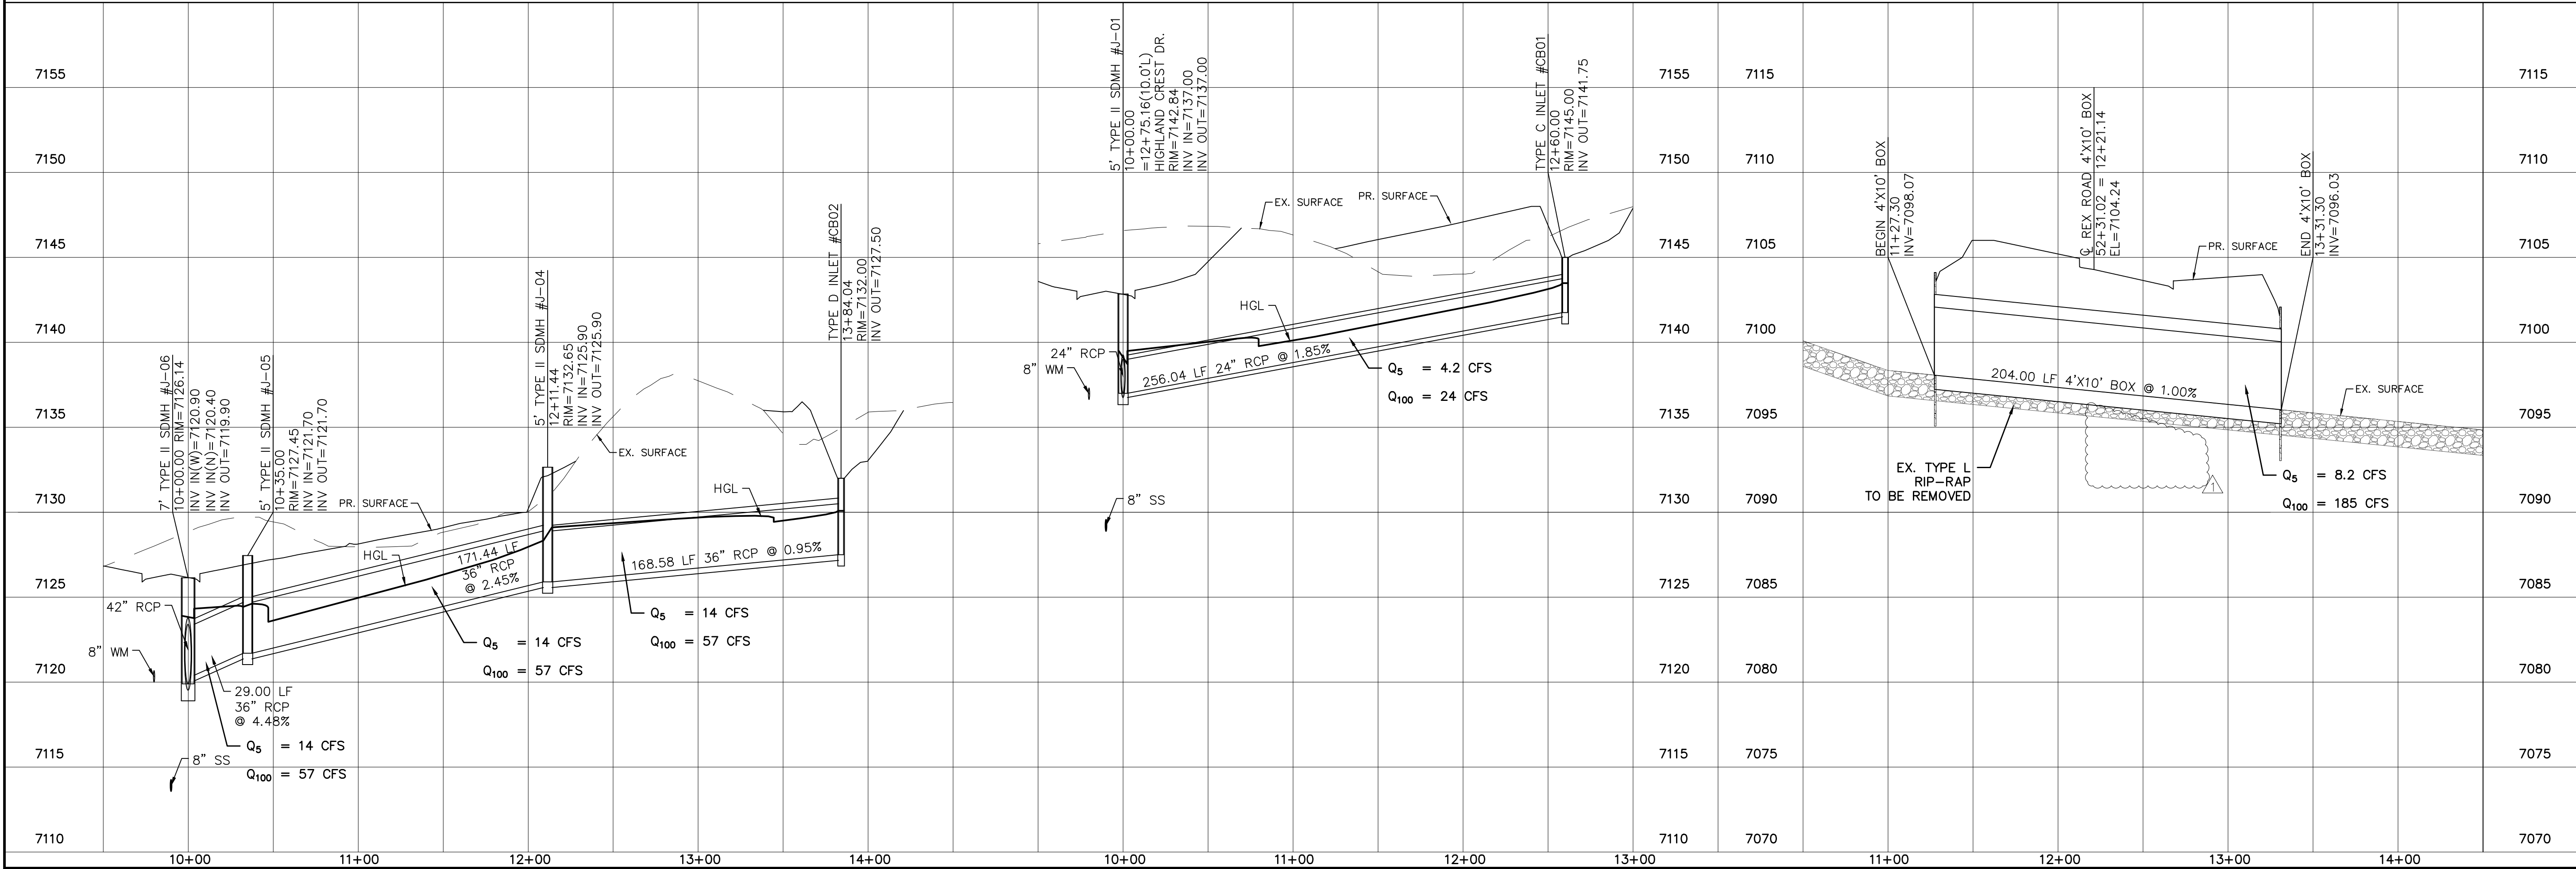 7155
7150
7145
7140
7135
7130
7125
7120
7115
7110
7' TYPE II SDMH #J-06
10+00.00 RIM=7126.14
INV IN(W)=7120.90
INV IN(N)=7120.40
INV OUT=7119.90
5' TYPE II SDMH #J-05
10+35.00
RIM=7127.45
INV IN=7121.70
INV OUT=7121.70
5' TYPE II SDMH #J-04
12+11.44
RIM=7132.65
INV IN=7125.90
INV OUT=7125.90
TYPE D INLET #CB02
13+84.04
RIM=7132.00
INV OUT=7127.50
PR. SURFACE
EX. SURFACE
HGL
HGL
171.44 LF
36" RCP
@ 2.45%
168.58 LF 36" RCP @ 0.95%
42" RCP
8" WM
29.00 LF
36" RCP
@ 4.48%
Q5 = 14 CFS
Q100 = 57 CFS
Q5 = 14 CFS
Q100 = 57 CFS
Q5 = 14 CFS
Q100 = 57 CFS
8" SS
10+00
11+00
12+00
13+00
14+00
5' TYPE II SDMH #J-01
10+00.00
=12+75.16(10.0'L)
HIGHLAND CREST DR.
RIM=7142.84
INV IN=7137.00
INV OUT=7137.00
TYPE C INLET #CB01
12+60.00
RIM=7145.00
INV OUT=7141.75
EX. SURFACE
PR. SURFACE
HGL
24" RCP
8" WM
256.04 LF 24" RCP @ 1.85%
Q5 = 4.2 CFS
Q100 = 24 CFS
8" SS
10+00
11+00
12+00
13+00
7155
7150
7145
7140
7135
7130
7125
7120
7115
7110
7115
7110
7105
7100
7095
7090
7085
7080
7075
7070
BEGIN 4'X10' BOX
11+27.30
INV=7098.07
℄ REX ROAD 4'X10' BOX
52+31.02 = 12+21.14
EL=7104.24
END 4'X10' BOX
13+31.30
INV=7096.03
PR. SURFACE
204.00 LF 4'X10' BOX @ 1.00%
EX. SURFACE
EX. TYPE L
RIP-RAP
TO BE REMOVED
1
Q5 = 8.2 CFS
Q100 = 185 CFS
11+00
12+00
13+00
14+00
7115
7110
7105
7100
7095
7090
7085
7080
7075
7070